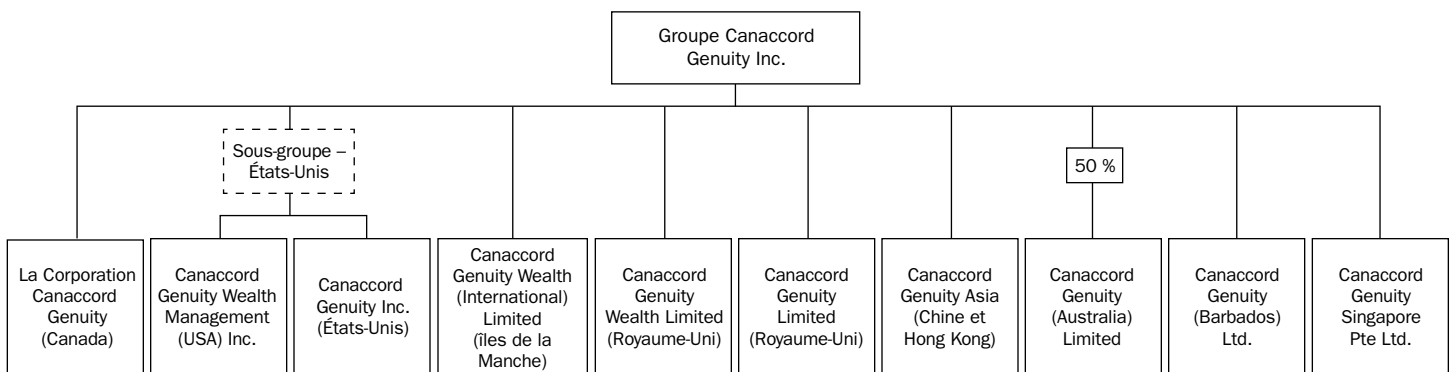 Groupe Canaccord
Genuity Inc.
Sous-groupe –
États-Unis
50 %
La Corporation
Canaccord
Genuity
(Canada)
Canaccord
Genuity Wealth
Management
(USA) Inc.
Canaccord
Genuity Inc.
(États-Unis)
Canaccord
Genuity Wealth
(International)
Limited
(îles de la
Manche)
Canaccord
Genuity
Wealth Limited
(Royaume-Uni)
Canaccord
Genuity
Limited
(Royaume-Uni)
Canaccord
Genuity Asia
(Chine et
Hong Kong)
Canaccord
Genuity
(Australia)
Limited
Canaccord
Genuity
(Barbados)
Ltd.
Canaccord
Genuity
Singapore
Pte Ltd.